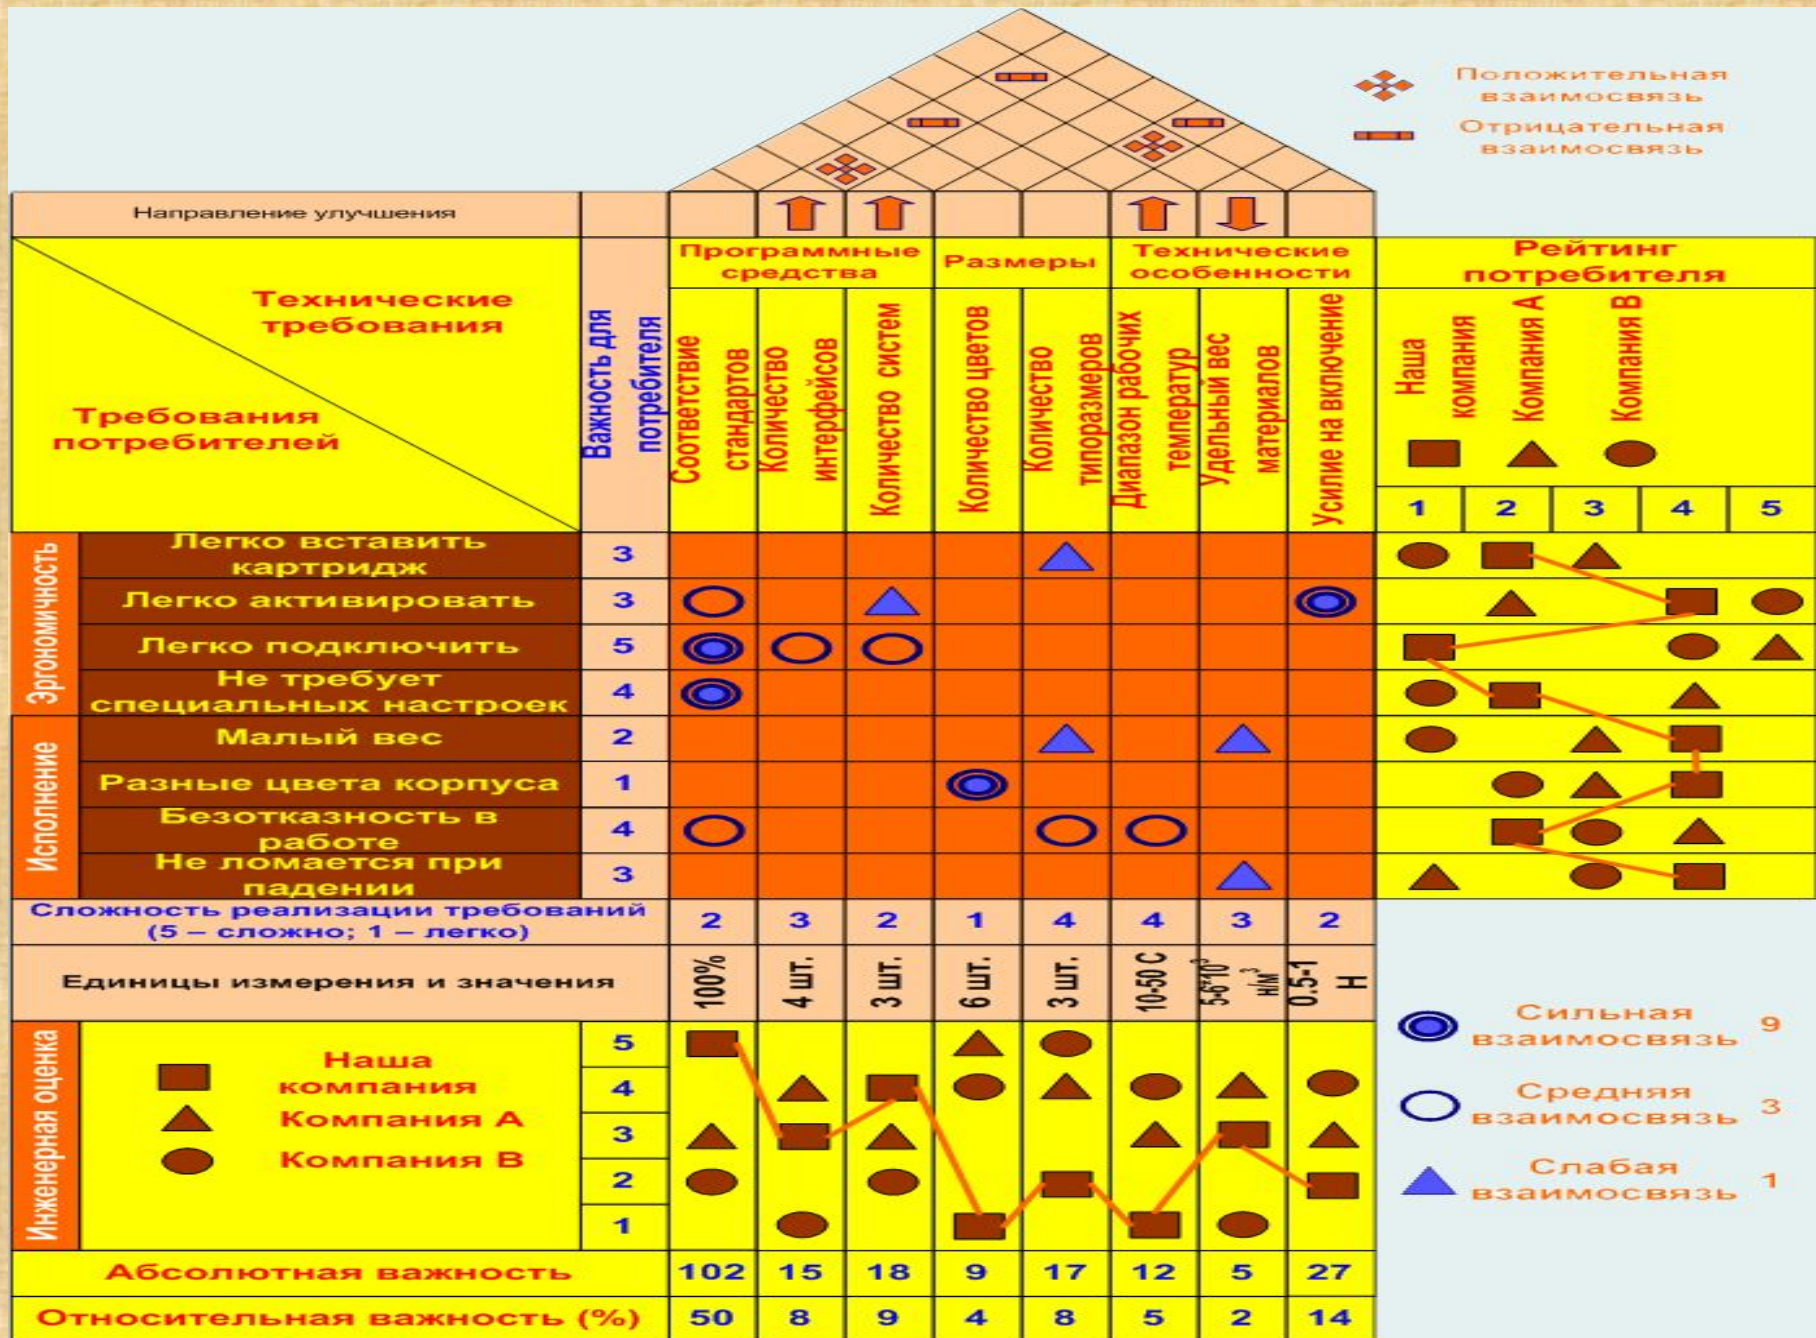 Положительная
взаимосвязь
Отрицательная
взаимосвязь
Направление улучшения
Технические
требования
Требования
потребителей
Важность для
потребителя
Программные
средства
Размеры
Технические
особенности
Рейтинг
потребителя
Соответствие
стандартов
Количество
интерфейсов
Количество систем
Количество цветов
Количество
типоразмеров
Диапазон рабочих
температур
Удельный вес
материалов
Усилие на включение
Наша
компания
Компания А
Компания В
1 2 3 4 5
Эргономичность
Легко вставить
картридж
3
Легко активировать 3
Легко подключить 5
Не требует
специальных настроек
4
Исполнение
Малый вес 2
Разные цвета корпуса 1
Безотказность в
работе
4
Не ломается при
падении
3
Сложность реализации требований
(5 – сложно; 1 – легко)
2 3 2 1 4 4 3 2
Единицы измерения и значения
100%
4 шт.
3 шт.
6 шт.
3 шт.
10-50 С
5-6*10³
н/м³
0.5-1
Н
Инженерная оценка
Наша
компания
Компания А
Компания В
5
4
3
2
1
Сильная
взаимосвязь
9
Средняя
взаимосвязь
3
Слабая
взаимосвязь
1
Абсолютная важность 102 15 18 9 17 12 5 27
Относительная важность (%) 50 8 9 4 8 5 2 14